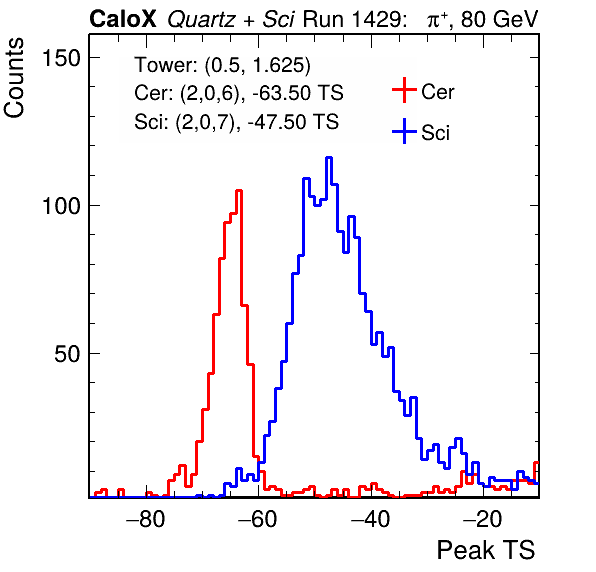 CaloX Quartz + Sci Run 1429: π⁺, 80 GeV
Counts
Tower: (0.5, 1.625)
Cer: (2,0,6), -63.50 TS
Sci: (2,0,7), -47.50 TS
Cer
Sci
150
100
50
−80 −60 −40 −20
Peak TS